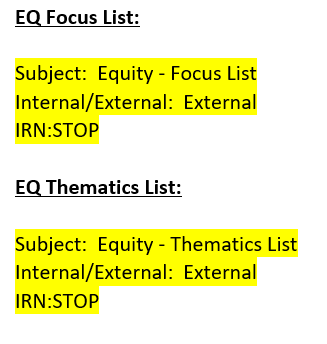 EQ Focus List:
Subject:  Equity - Focus List
Internal/External:  External
IRN:STOP
EQ Thematics List:
Subject:  Equity - Thematics List
Internal/External:  External
IRN:STOP